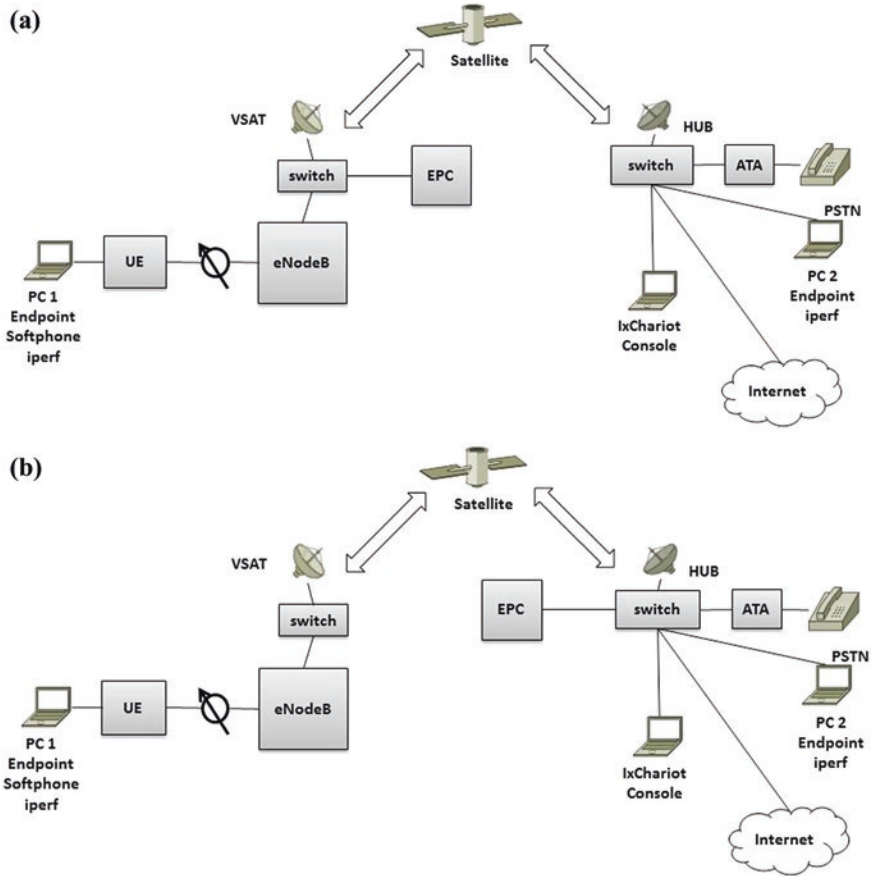 (a)
Satellite
VSAT
HUB
switch
EPC
switch
ATA
PSTN
UE
eNodeB
PC 1
Endpoint
Softphone
iperf
PC 2
Endpoint
iperf
IxChariot
Console
Internet
(b)
Satellite
VSAT
HUB
EPC
switch
ATA
switch
PSTN
UE
eNodeB
PC 1
Endpoint
Softphone
iperf
PC 2
Endpoint
iperf
IxChariot
Console
Internet